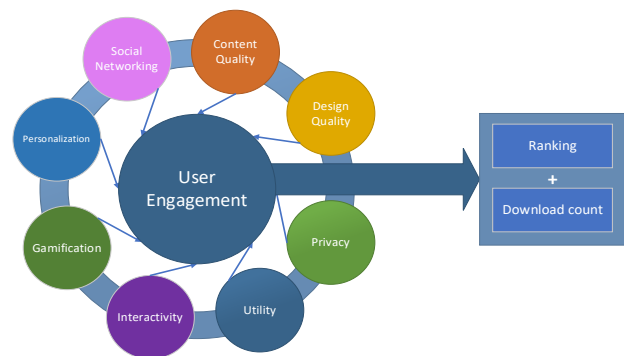 Social
Networking
Content
Quality
Design
Quality
Personalization
User
Engagement
Ranking
+
Download count
Gamification
Privacy
Interactivity
Utility